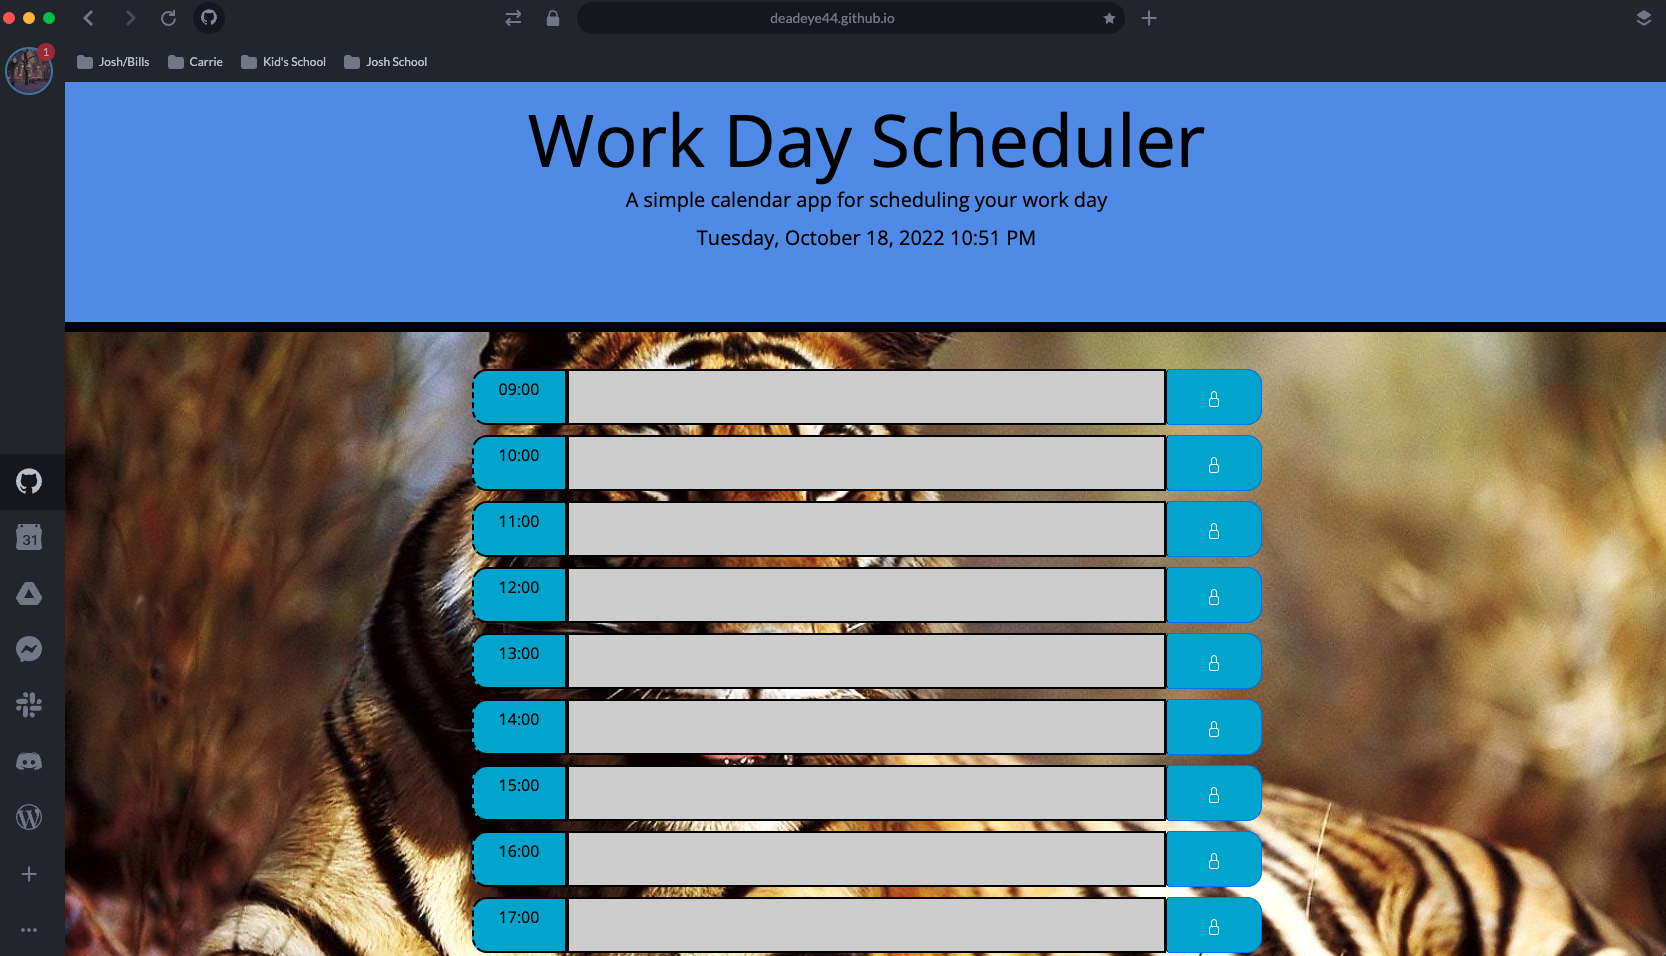 deadeye44.github.io
1
Josh/Bills
Carrie
Kid's School
Josh School
Work Day Scheduler
A simple calendar app for scheduling your work day
Tuesday, October 18, 2022 10:51 PM
09:00
10:00
11:00
31
12:00
13:00
14:00
15:00
16:00
17:00